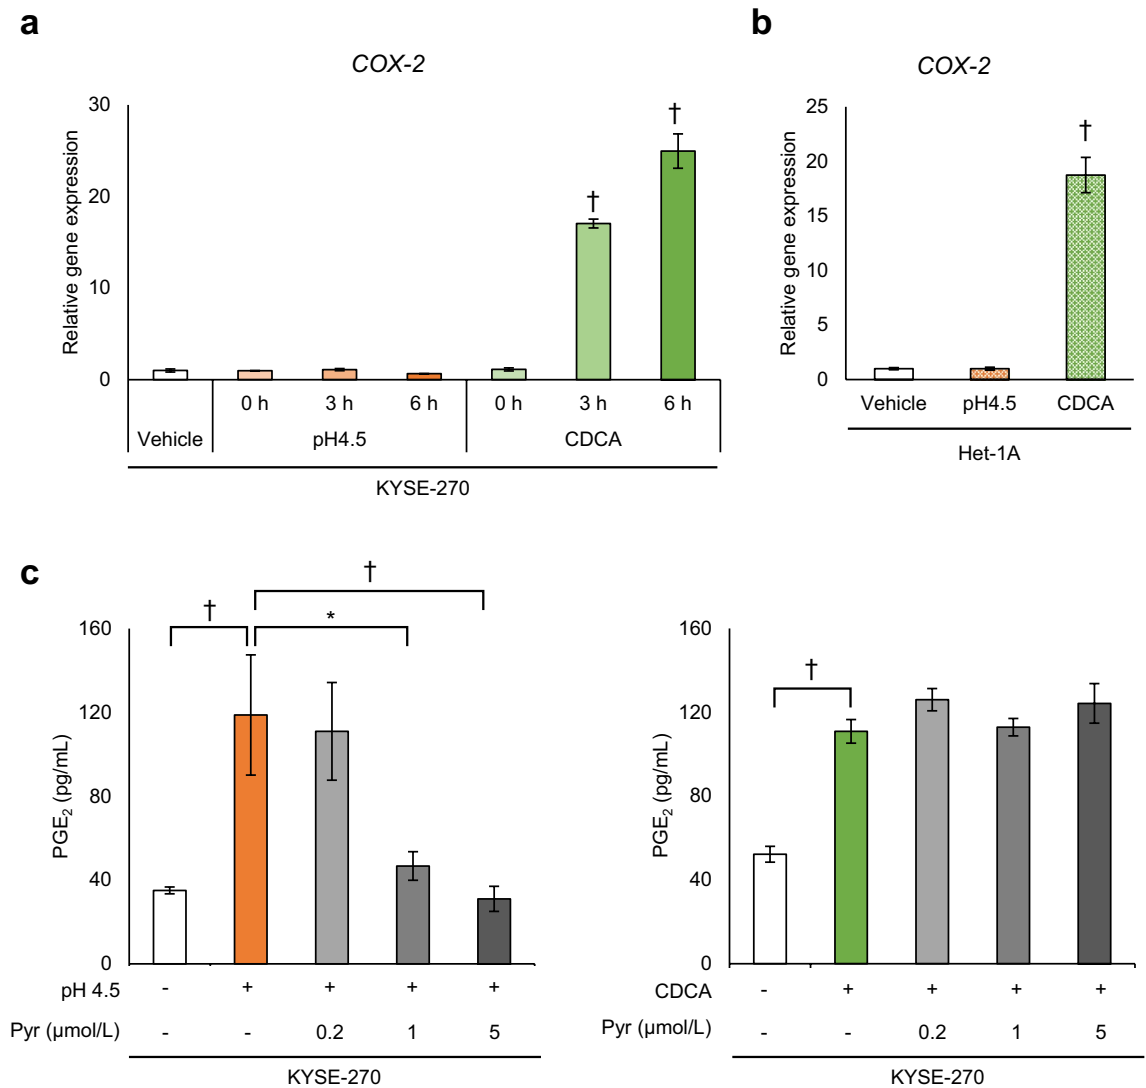 a
COX-2
Relative gene expression
30
20
10
0
†
†
0 h 3 h 6 h 0 h 3 h 6 h
Vehicle pH4.5 CDCA
KYSE-270
b
COX-2
Relative gene expression
25
20
15
10
5
0
†
Vehicle pH4.5 CDCA
Het-1A
c
†
† *
PGE2 (pg/mL)
160
120
80
40
0
pH 4.5 - + + + +
Pyr (µmol/L) - - 0.2 1 5
KYSE-270
†
PGE2 (pg/mL)
160
120
80
40
0
CDCA - + + + +
Pyr (µmol/L) - - 0.2 1 5
KYSE-270